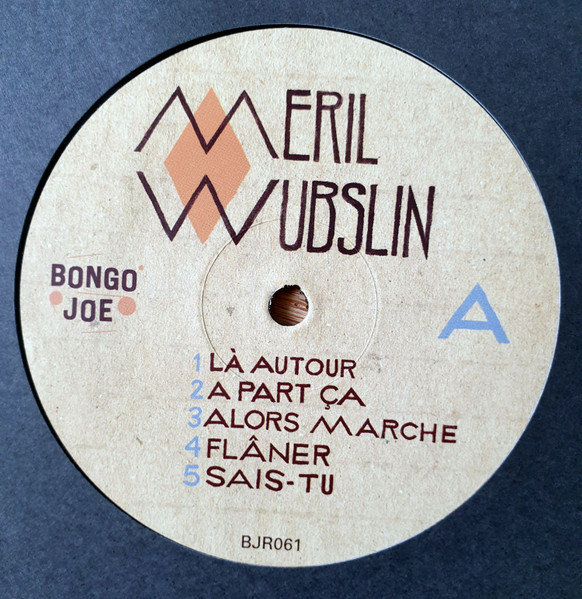 MERIL
WUBSLIN
BONGO
JOE
A
1 LÀ AUTOUR
2 A PART ÇA
3 ALORS MARCHE
4 FLÂNER
5 SAIS-TU
BJR061